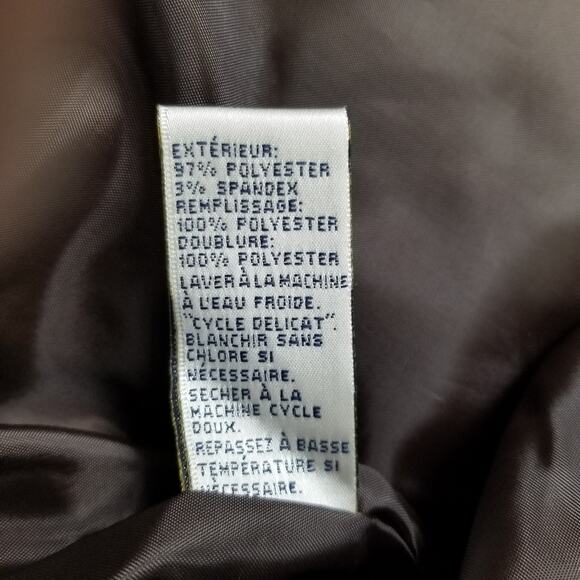 EXTÉRIEUR:
97% POLYESTER
3% SPANDEX
REMPLISSAGE:
100% POLYESTER
DOUBLURE:
100% POLYESTER
LAVER À LA MACHINE
À L'EAU FROIDE.
"CYCLE DELICAT".
BLANCHIR SANS
CHLORE SI
NÉCESSAIRE.
SECHER À LA
MACHINE CYCLE
DOUX.
REPASSEZ À BASSE
TEMPÉRATURE SI
NÉCESSAIRE.